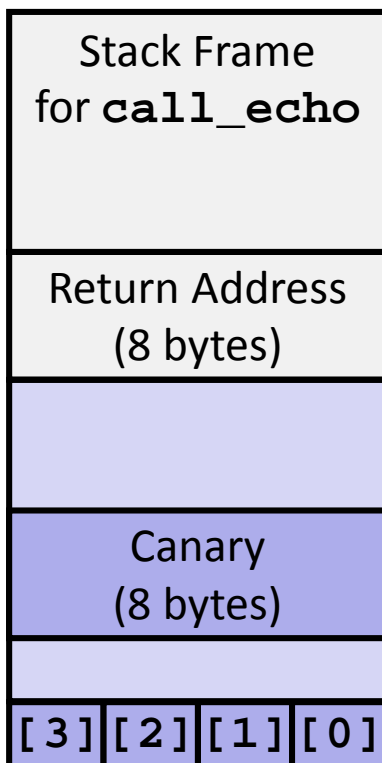 Stack Frame
for call_echo
Return Address
(8 bytes)
Canary
(8 bytes)
[3] [2] [1] [0]